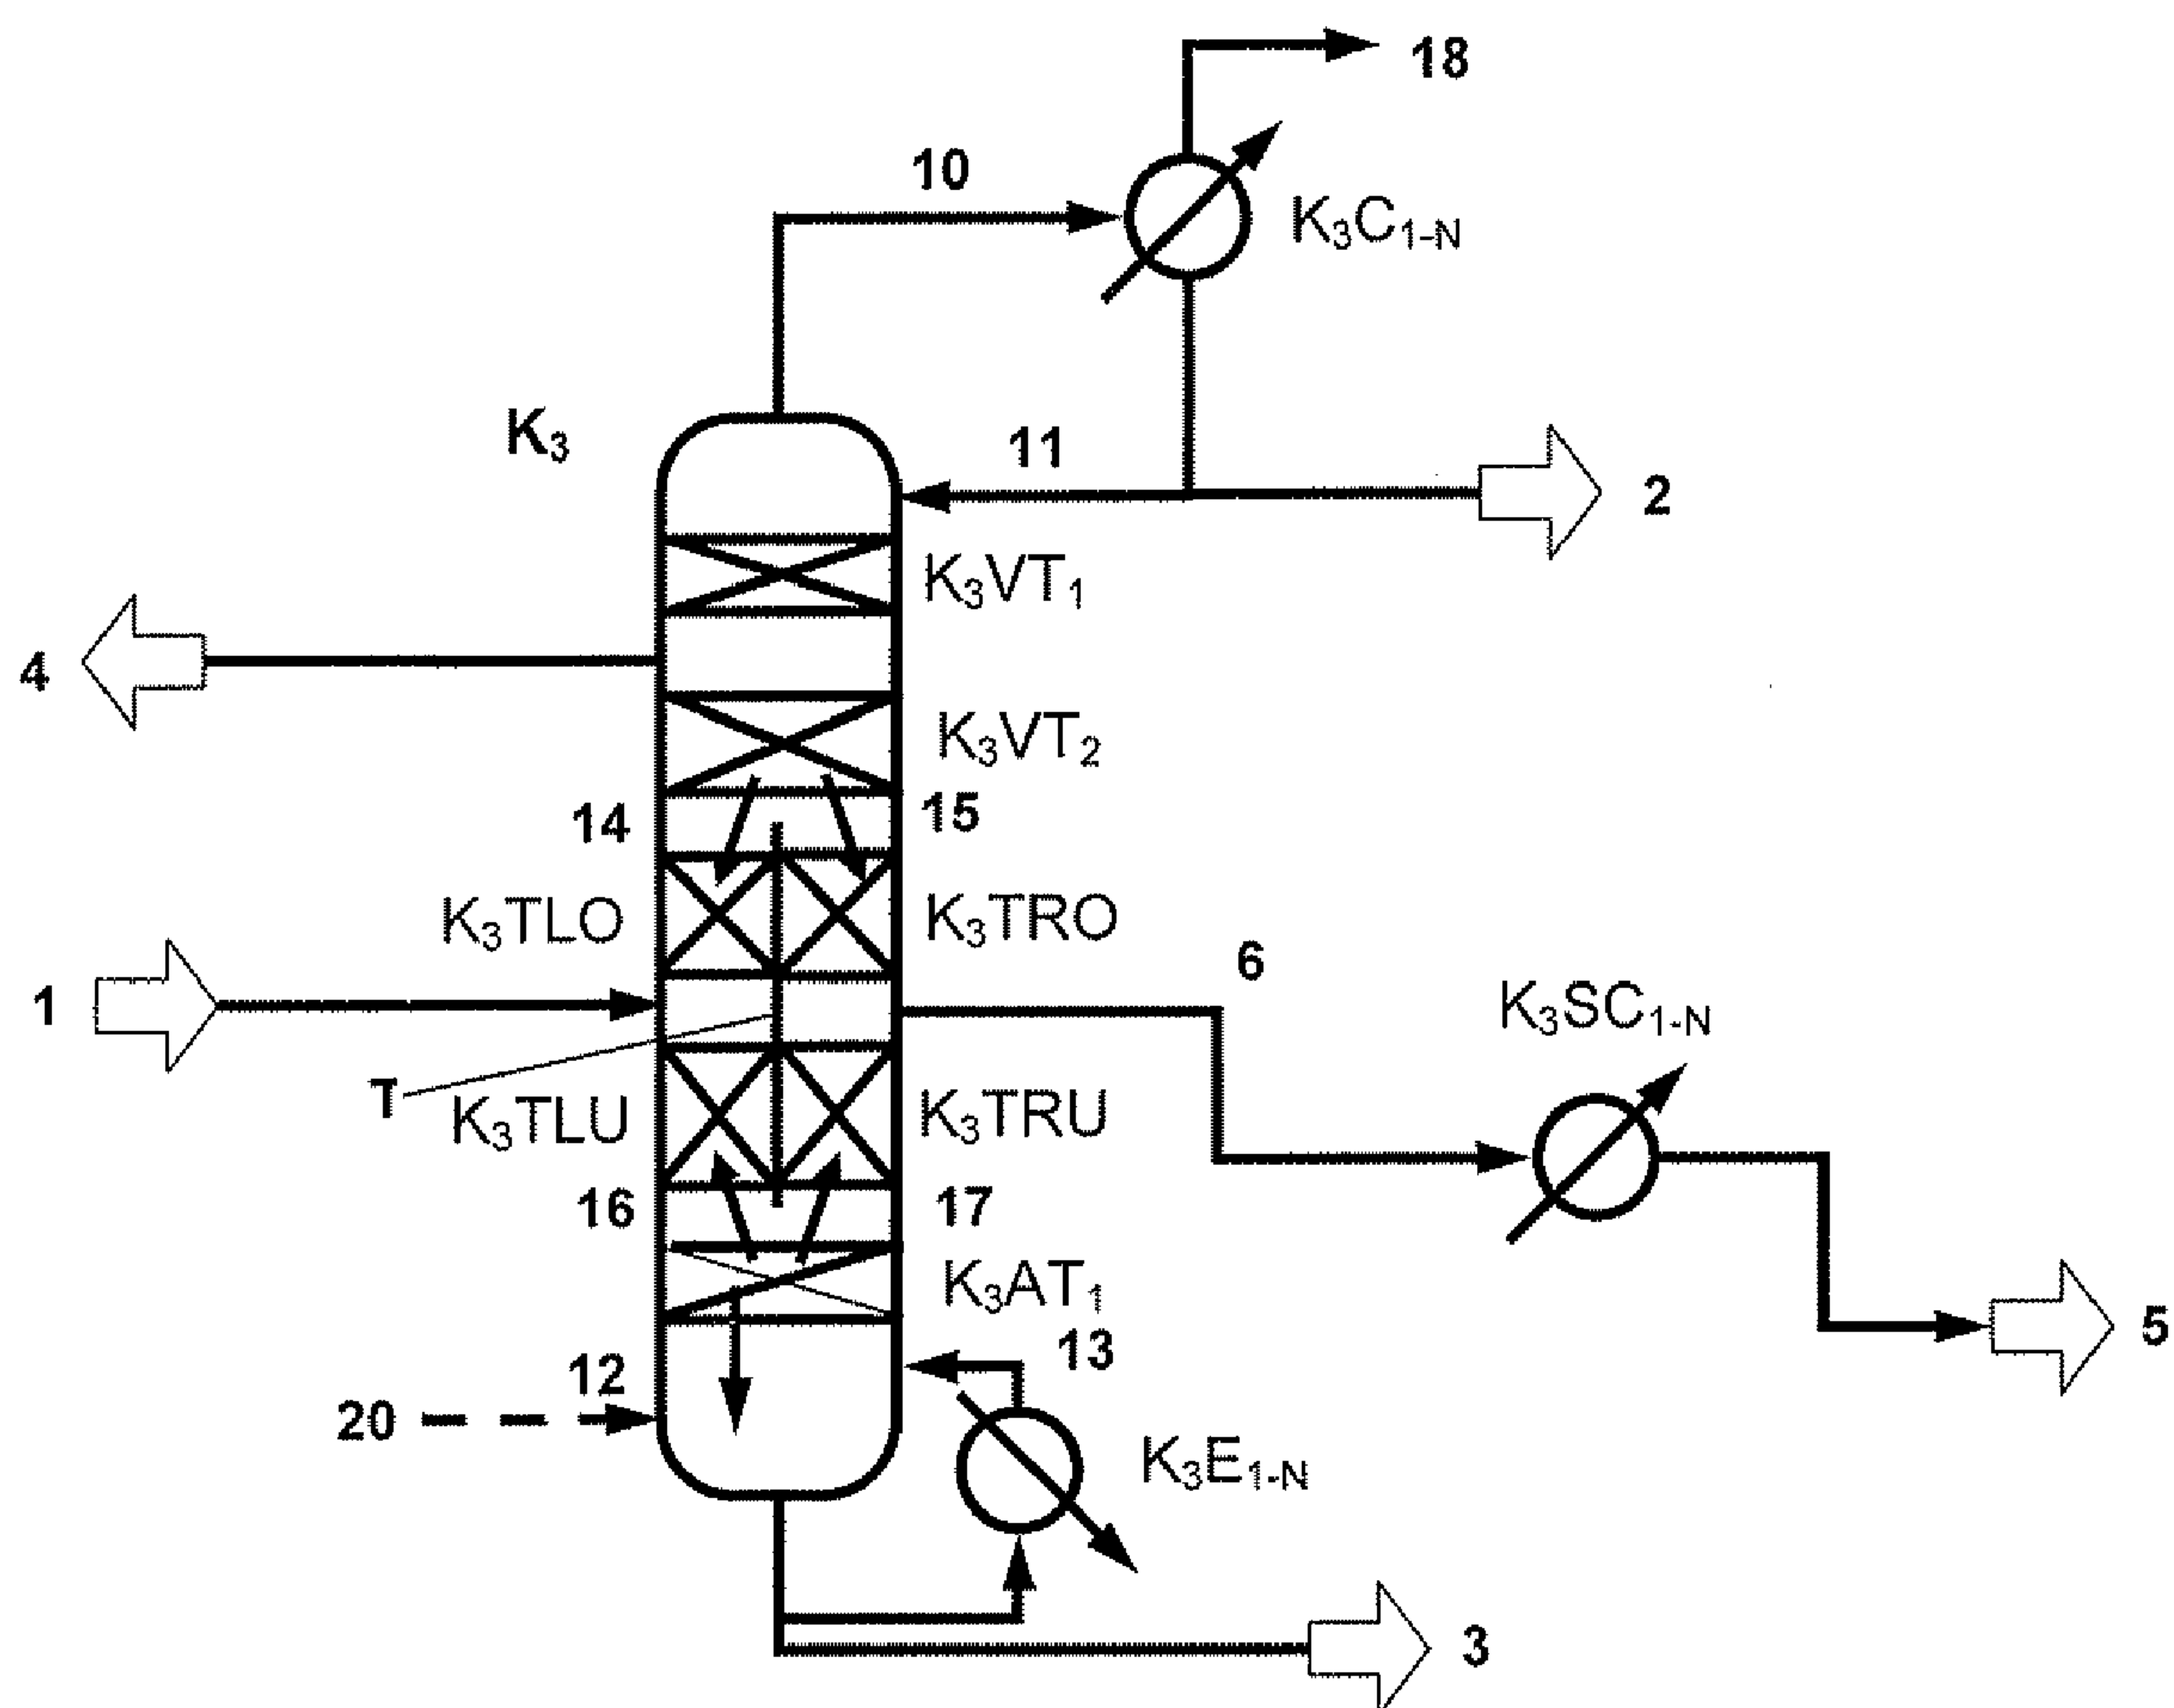 18
10
K₃C₁₋N
K₃
11
2
K₃VT₁
4
K₃VT₂
14
15
K₃TLO
K₃TRO
6
1
K₃SC₁₋N
T
K₃TLU
K₃TRU
16
17
K₃AT₁
13
5
12
20
K₃E₁₋N
3